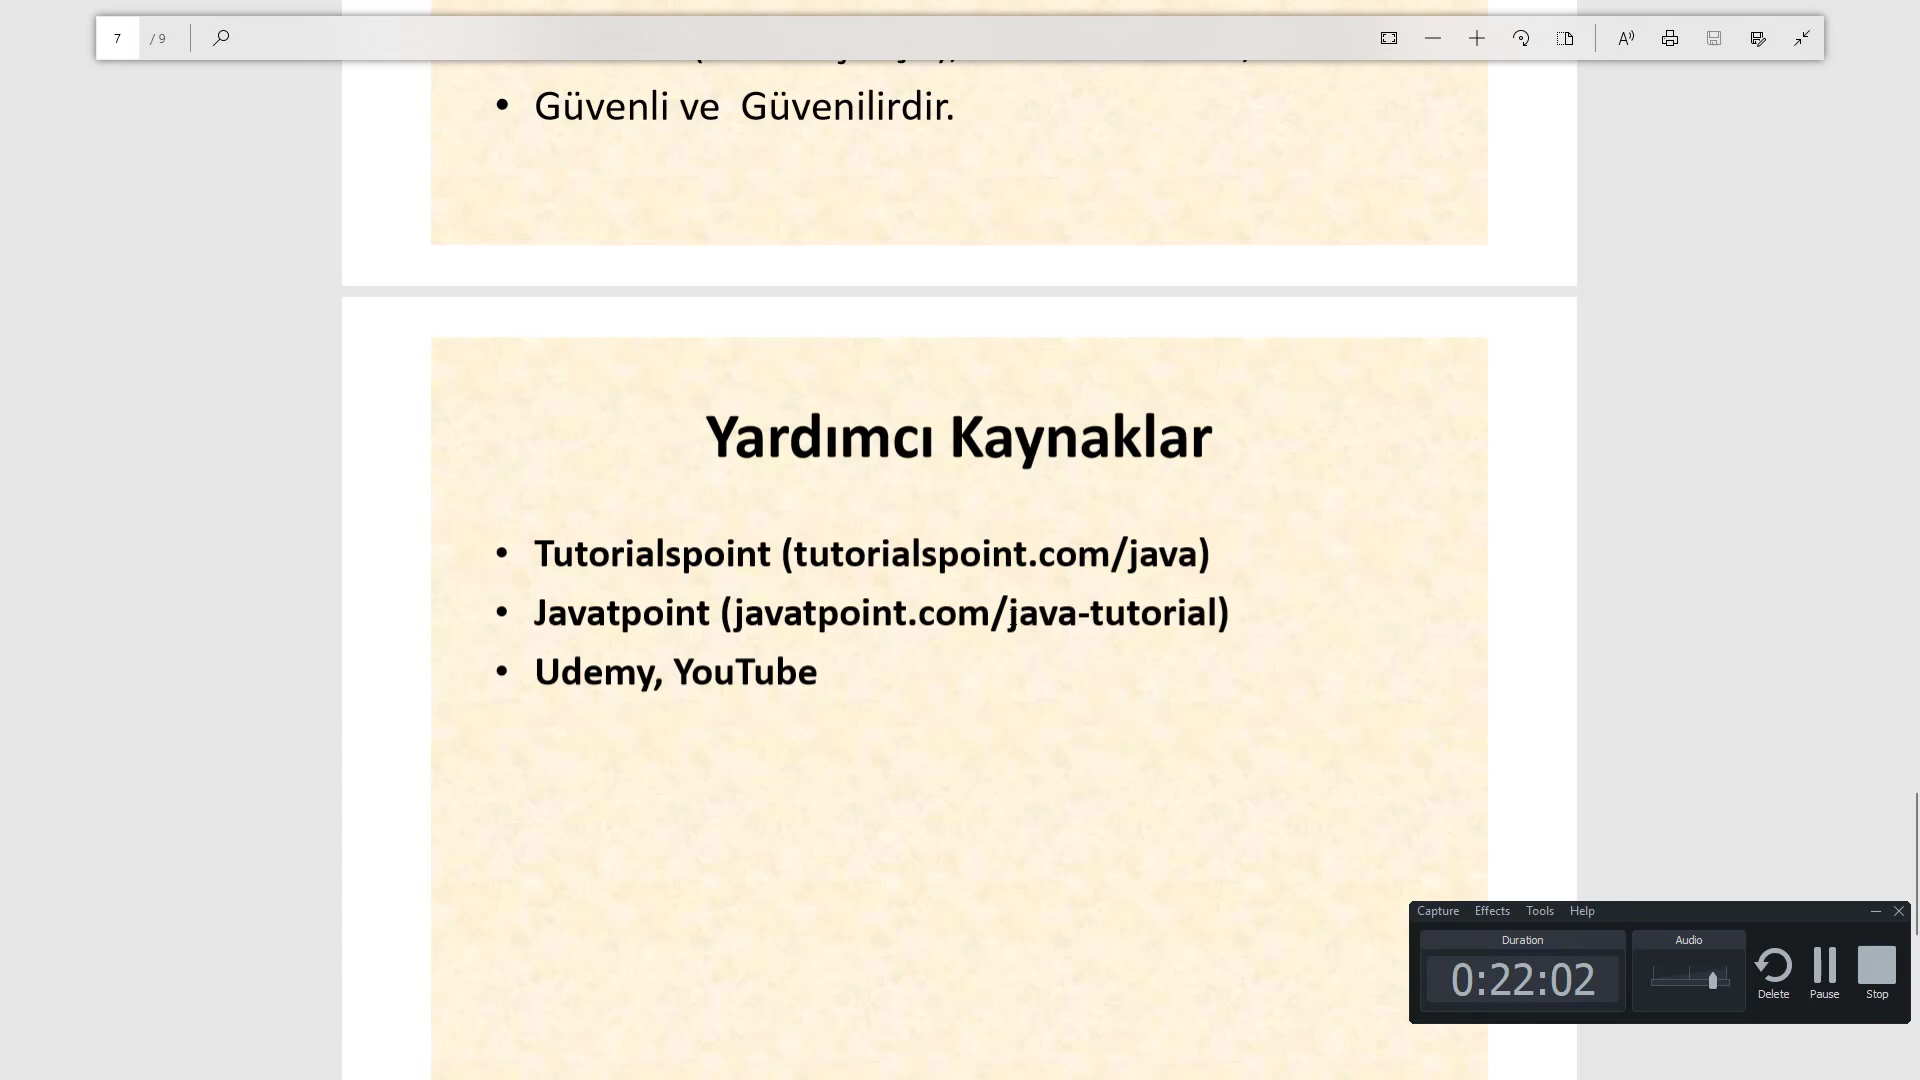 7 / 9
• Güvenli ve  Güvenilirdir.
Yardımcı Kaynaklar
• Tutorialspoint (tutorialspoint.com/java)
• Javatpoint (javatpoint.com/java-tutorial)
• Udemy, YouTube
Capture Effects Tools Help
Duration Audio
0:22:02
Delete Pause Stop